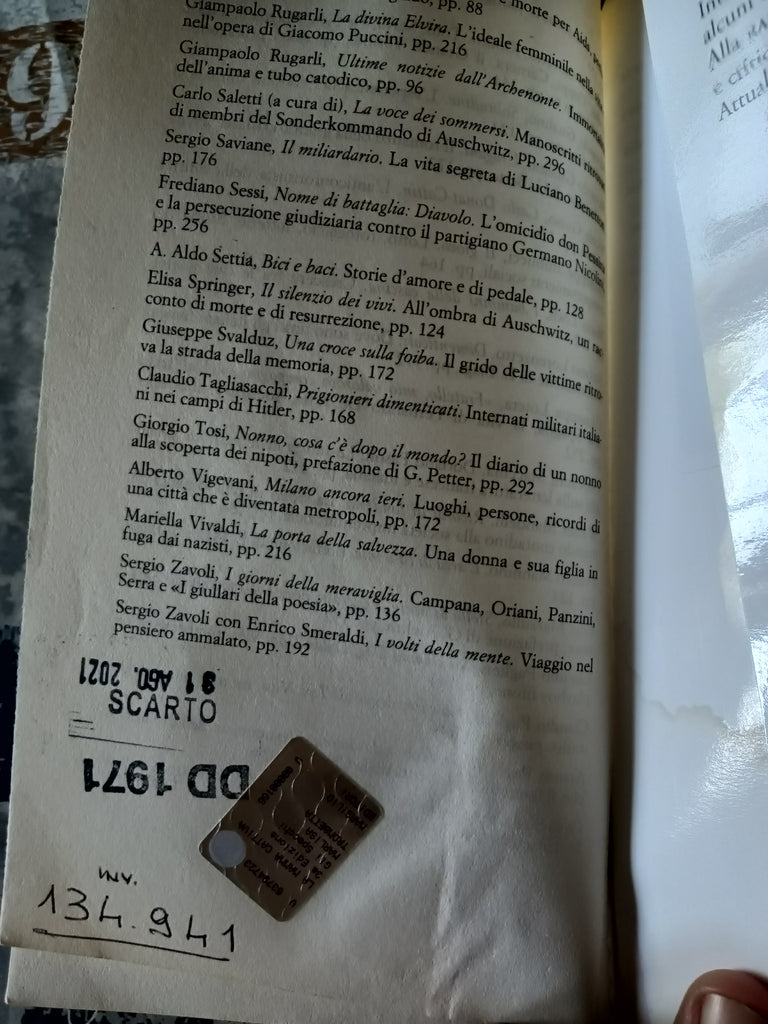 morte per Aida, pp. 88
Giampaolo Rugarli, La divina Elvira. L'ideale femminile nella
nell'opera di Giacomo Puccini, pp. 216
Giampaolo Rugarli, Ultime notizie dall'Archenonte.
dell'anima e tubo catodico, pp. 96
Carlo Saletti (a cura di), La voce dei sommersi. Manoscritti
di membri del Sonderkommando di Auschwitz, pp. 296
Sergio Saviane, Il miliardario. La vita segreta di Luciano
pp. 176
Frediano Sessi, Nome di battaglia: Diavolo. L'omicidio don
e la persecuzione giudiziaria contro il partigiano Germano
pp. 256
A. Aldo Settia, Bici e baci. Storie d'amore e di pedale, pp. 128
Elisa Springer, Il silenzio dei vivi. All'ombra di Auschwitz, un rac-
conto di morte e di resurrezione, pp. 124
Giuseppe Svalduz, Una croce sulla foiba. Il grido delle vittime ritro-
va la strada della memoria, pp. 172
Claudio Tagliasacchi, Prigionieri dimenticati. Internati militari italia-
ni nei campi di Hitler, pp. 168
Giorgio Tosi, Nonno, cosa c'è dopo il mondo? Il diario di un nonno
alla scoperta dei nipoti, prefazione di G. Petter, pp. 292
Alberto Vigevani, Milano ancora ieri. Luoghi, persone, ricordi di
una città che è diventata metropoli, pp. 172
Mariella Vivaldi, La porta della salvezza. Una donna e sua figlia in
fuga dai nazisti, pp. 216
Sergio Zavoli, I giorni della meraviglia. Campana, Oriani, Panzini,
Serra e «I giullari della poesia», pp. 136
Sergio Zavoli con Enrico Smeraldi, I volti della mente. Viaggio nel
pensiero ammalato, pp. 192
31 AGO. 2021
SCARTO
DD 1971
INV.
134.941
alcuni
Alla
e cifric
Attual